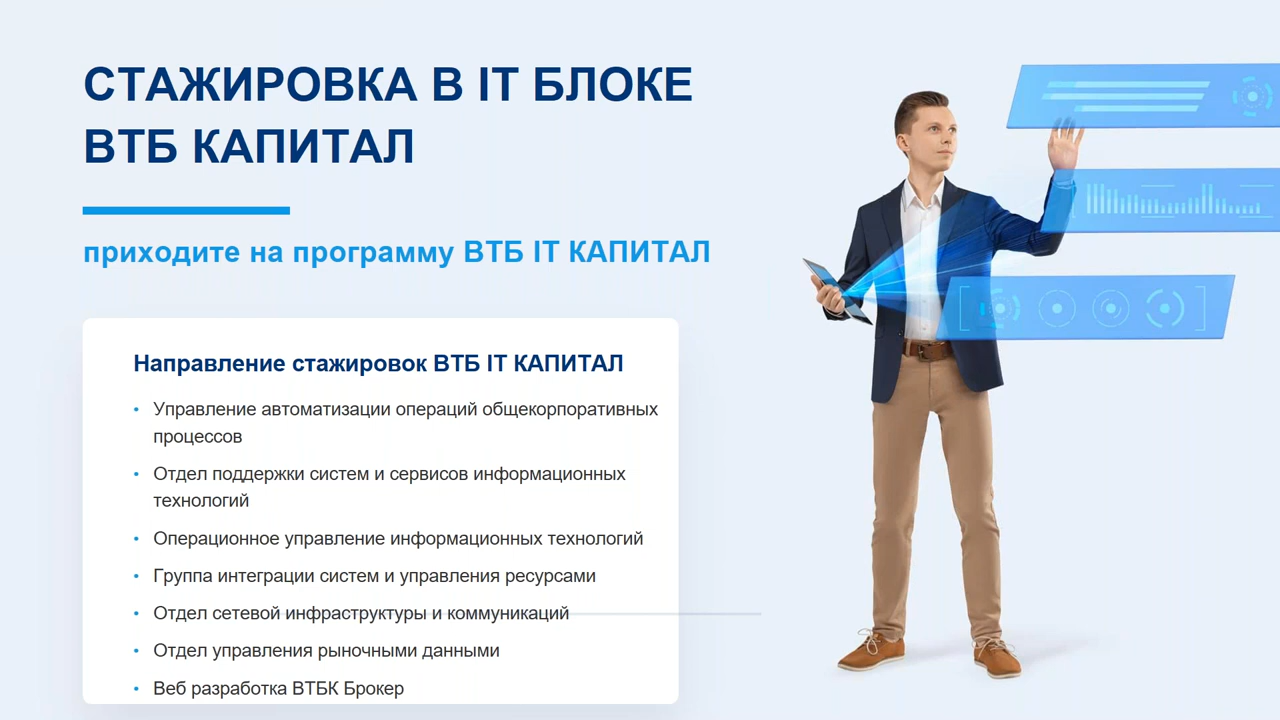 СТАЖИРОВКА В IT БЛОКЕ
ВТБ КАПИТАЛ
приходите на программу ВТБ IT КАПИТАЛ
Направление стажировок ВТБ IT КАПИТАЛ
• Управление автоматизации операций общекорпоративных
процессов
• Отдел поддержки систем и сервисов информационных
технологий
• Операционное управление информационных технологий
• Группа интеграции систем и управления ресурсами
• Отдел сетевой инфраструктуры и коммуникаций
• Отдел управления рыночными данными
• Веб разработка ВТБК Брокер